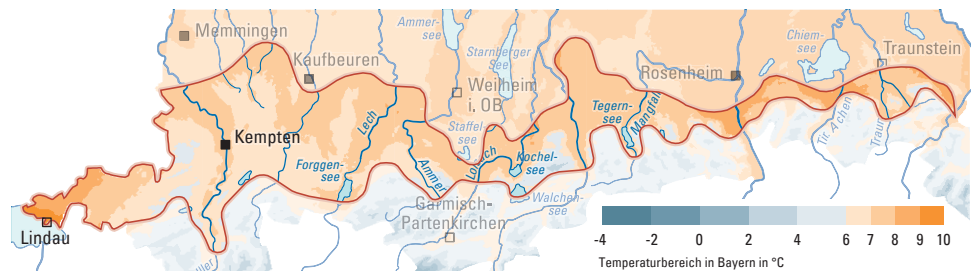 Memmingen
Kaufbeuren
Kempten
Lindau
Iller
Forggen-
see
Lech
Ammer-
see
Starnberger
See
Weilheim
i. OB
Staffel-
see
Ammer
Loisach
Kochel-
see
Walchen-
see
Garmisch-
Partenkirchen
Tegern-
see
Mangfall
Rosenheim
Chiem-
see
Traunstein
Tir. Achen
Traun
-4 -2 0 2 4 6 7 8 9 10
Temperaturbereich in Bayern in °C